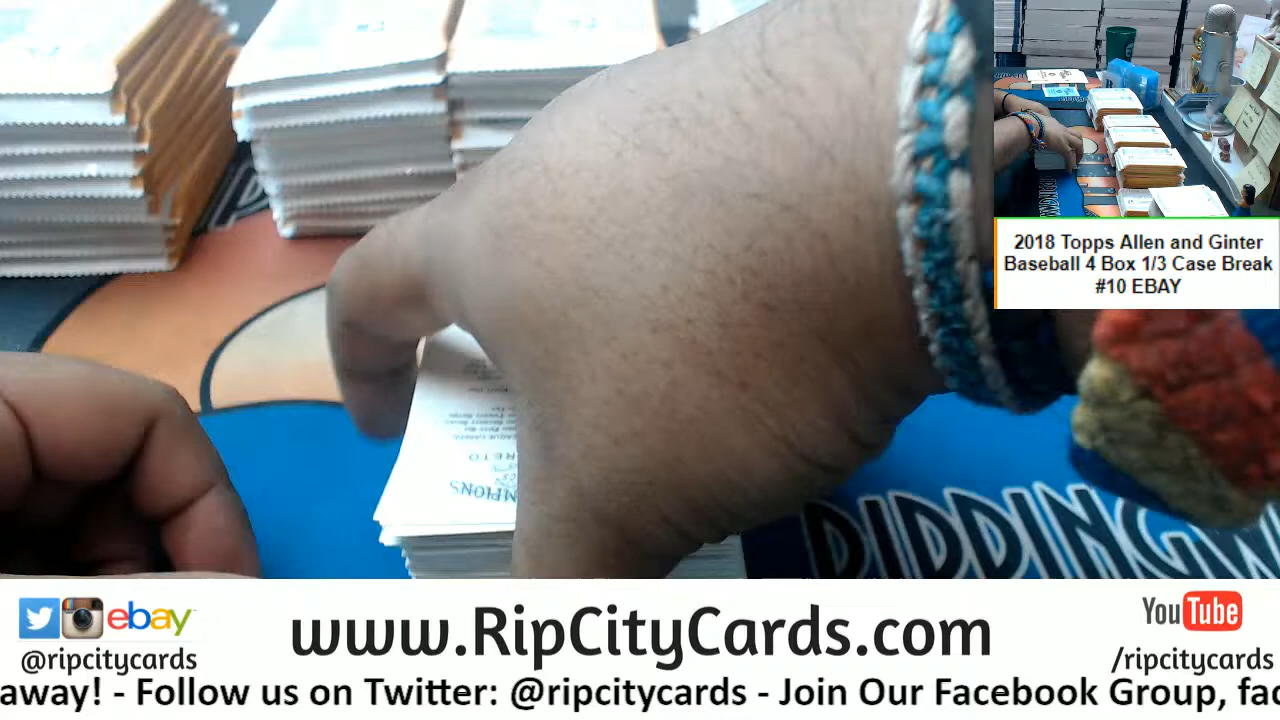 2018 Topps Allen and Ginter
Baseball 4 Box 1/3 Case Break
#10 EBAY
ebay
@ripcitycards
www.RipCityCards.com
YouTube
/ripcitycards
away! - Follow us on Twitter: @ripcitycards - Join Our Facebook Group, fac